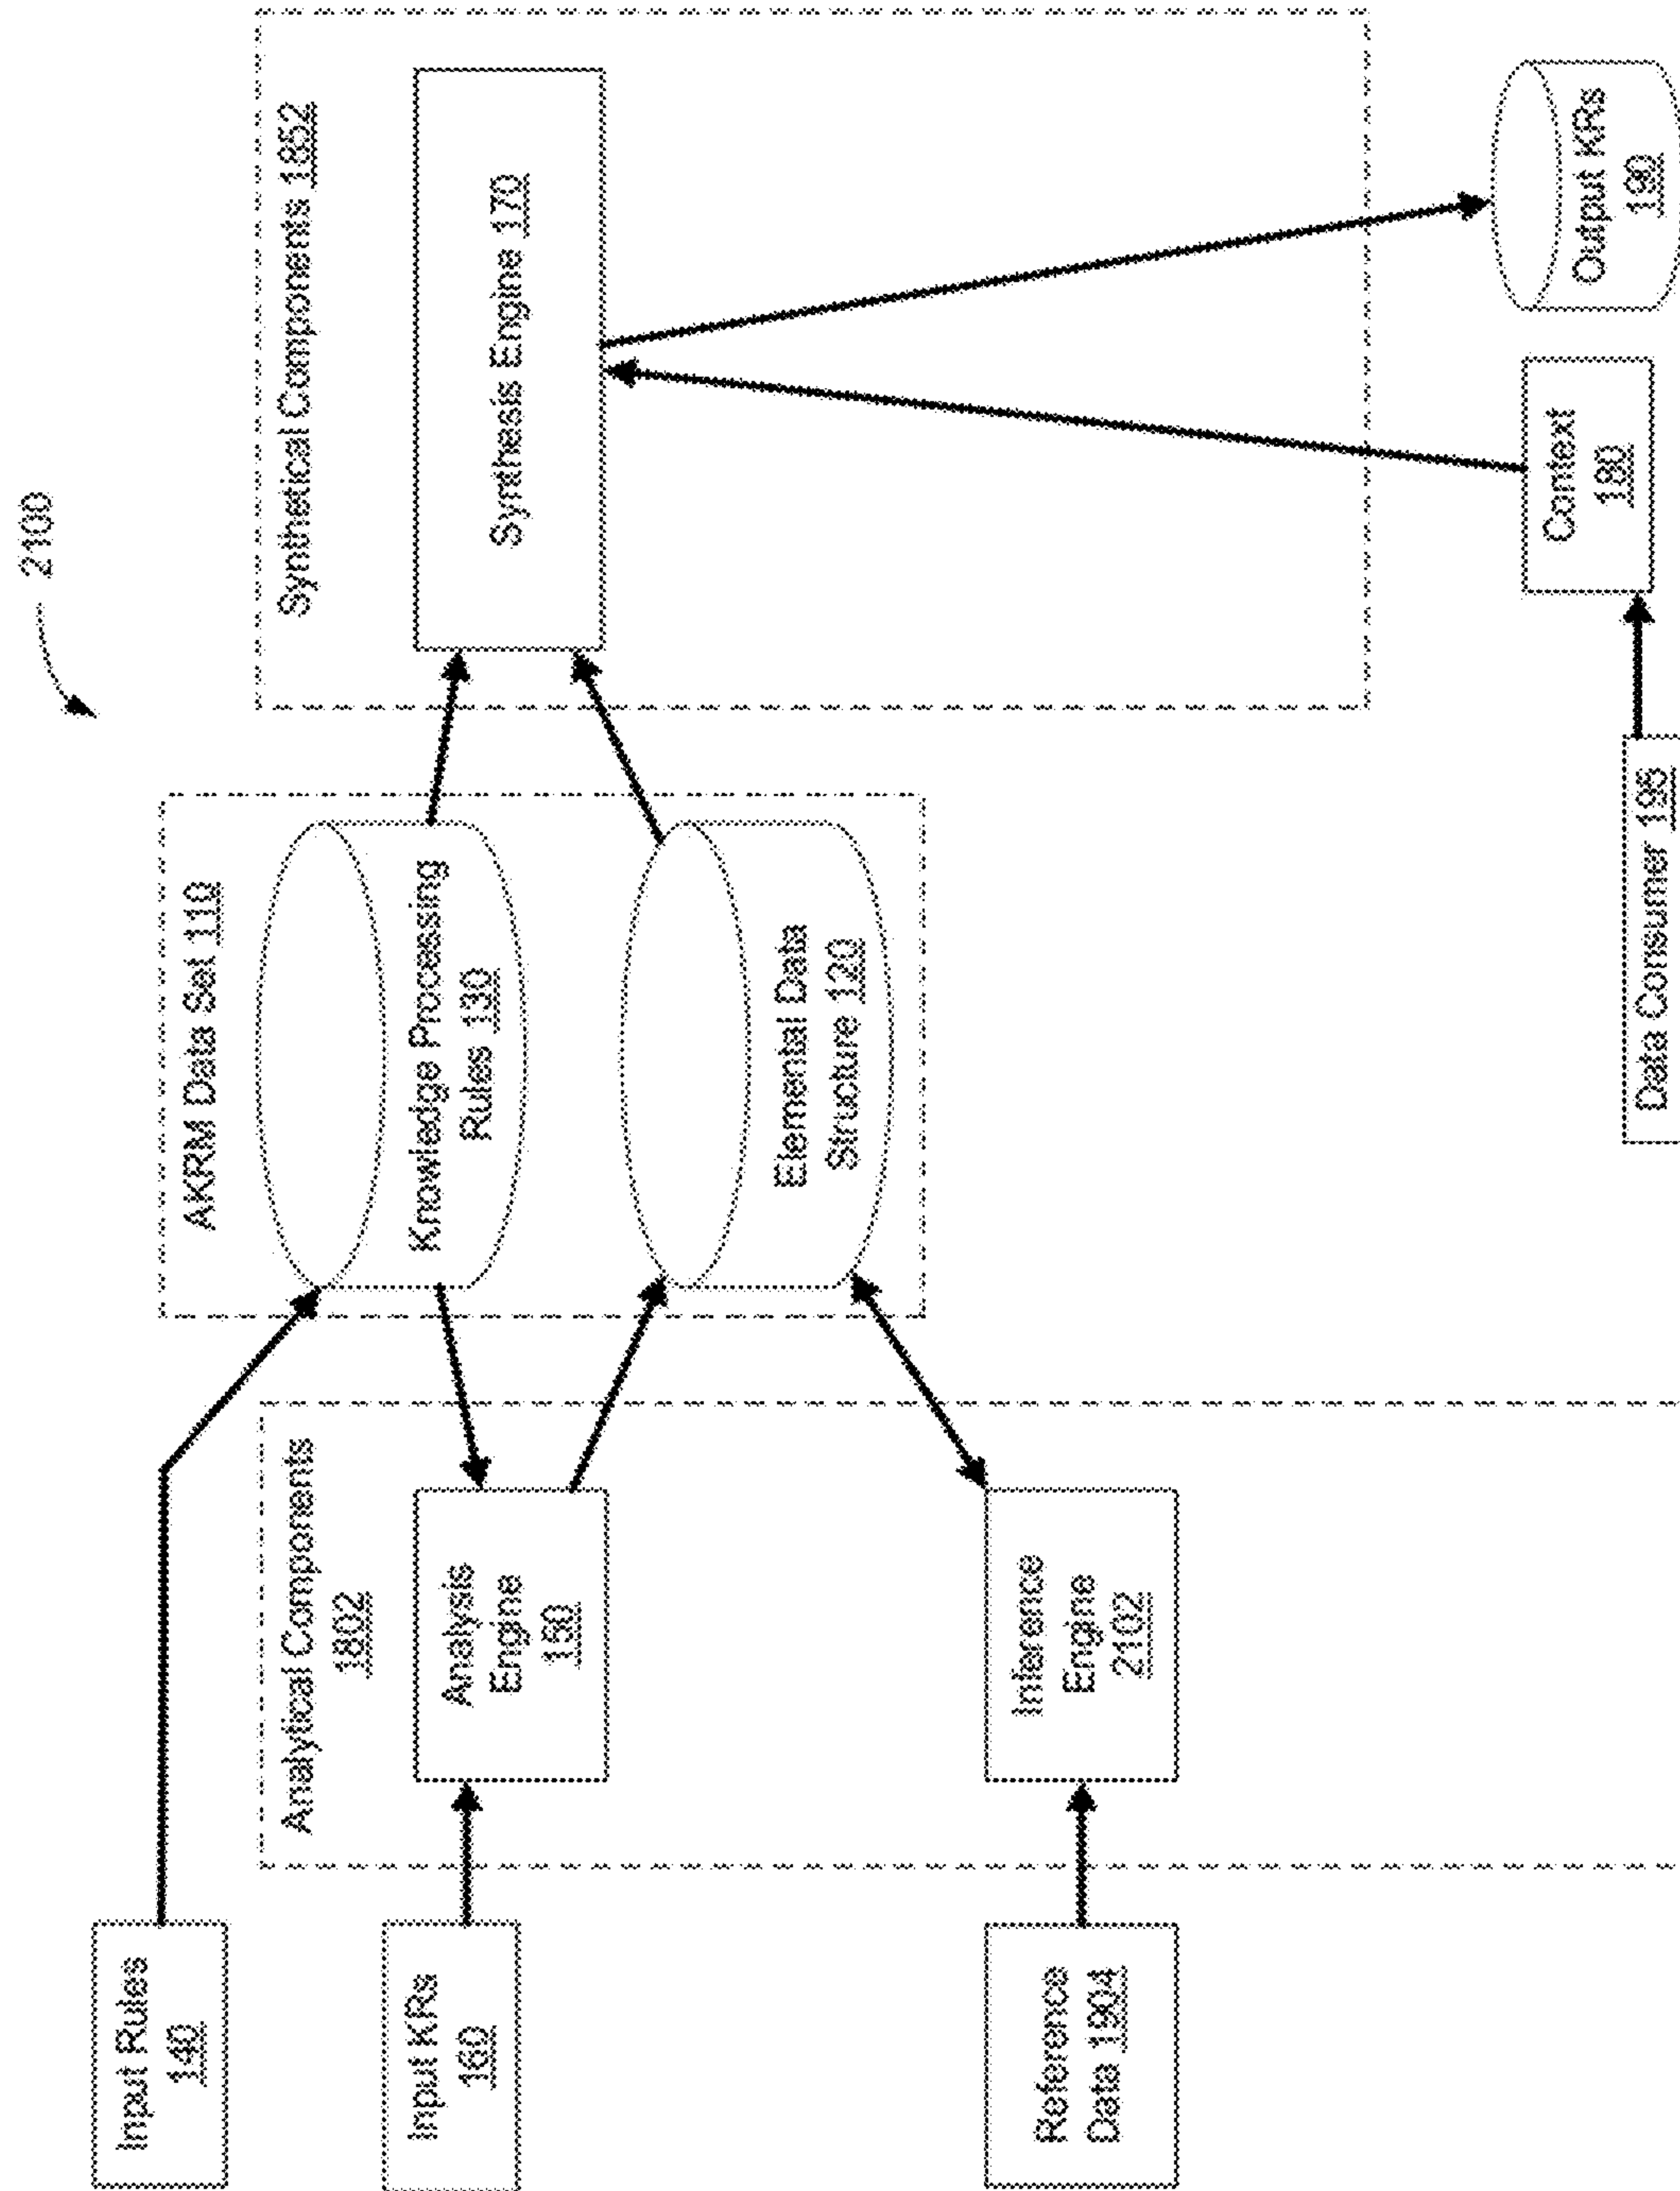 2100
Input Rules
140
Input KRs
160
Reference
Data 1904
Analytical Components
1802
Analysis
Engine
150
Inference
Engine
2102
AKRM Data Set 110
Knowledge Processing
Rules 130
Elemental Data
Structure 120
Synthetical Components 1852
Synthesis Engine 170
Data Consumer 195
Context
180
Output KRs
190